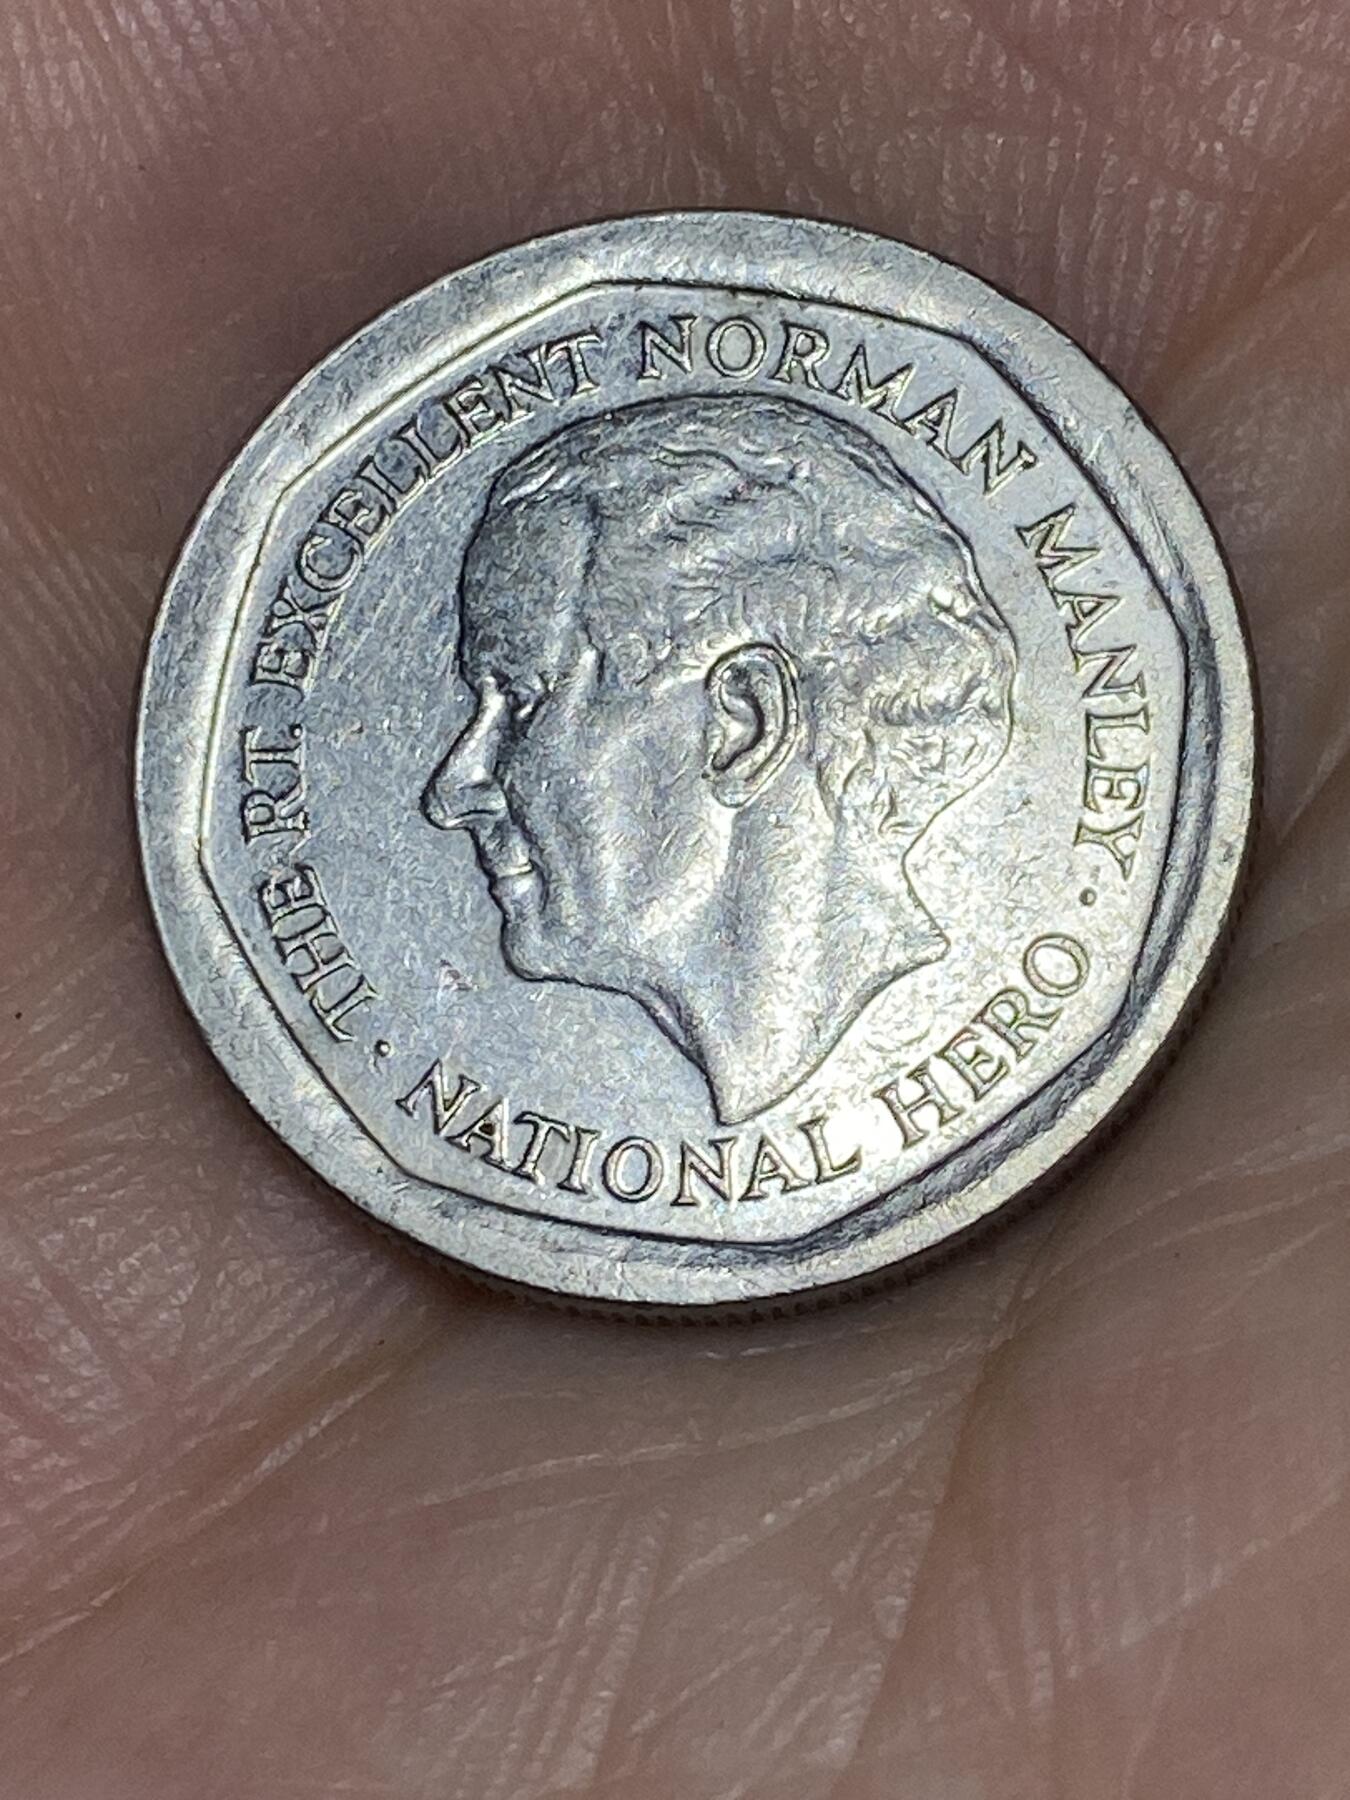 THE RT. EXCELLENT NORMAN MANLEY
· NATIONAL HERO ·